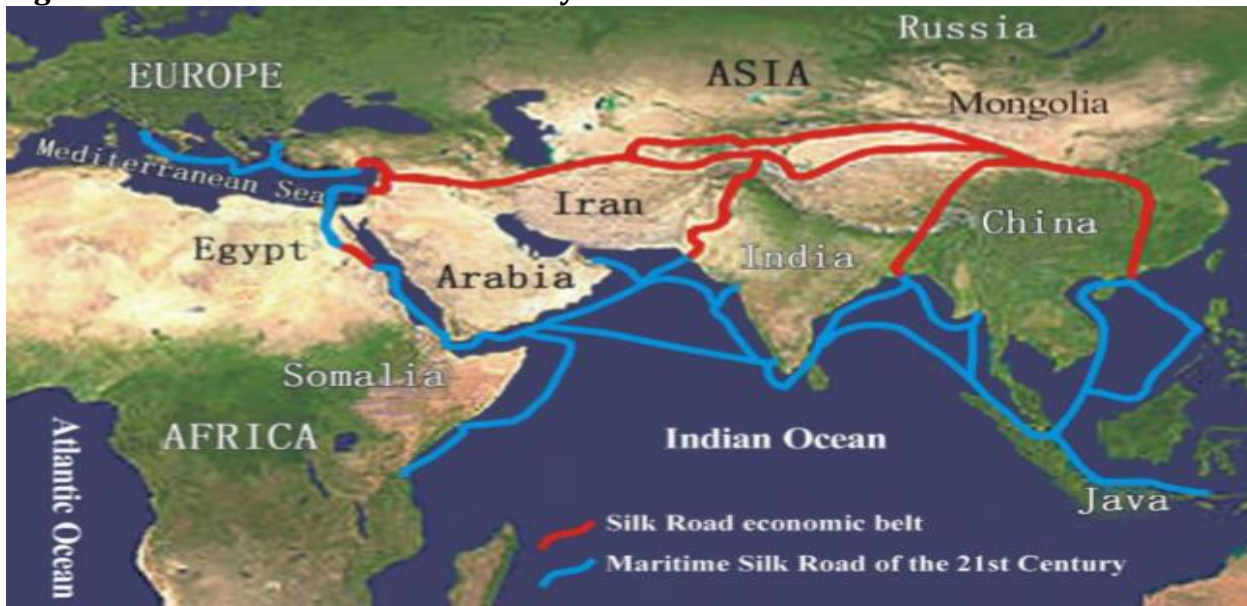 Russia
EUROPE
ASIA
Mongolia
Mediterranean Sea
Iran
China
Egypt
India
Arabia
Somalia
AFRICA
Indian Ocean
Atlantic Ocean
Java
Silk Road economic belt
Maritime Silk Road of the 21st Century